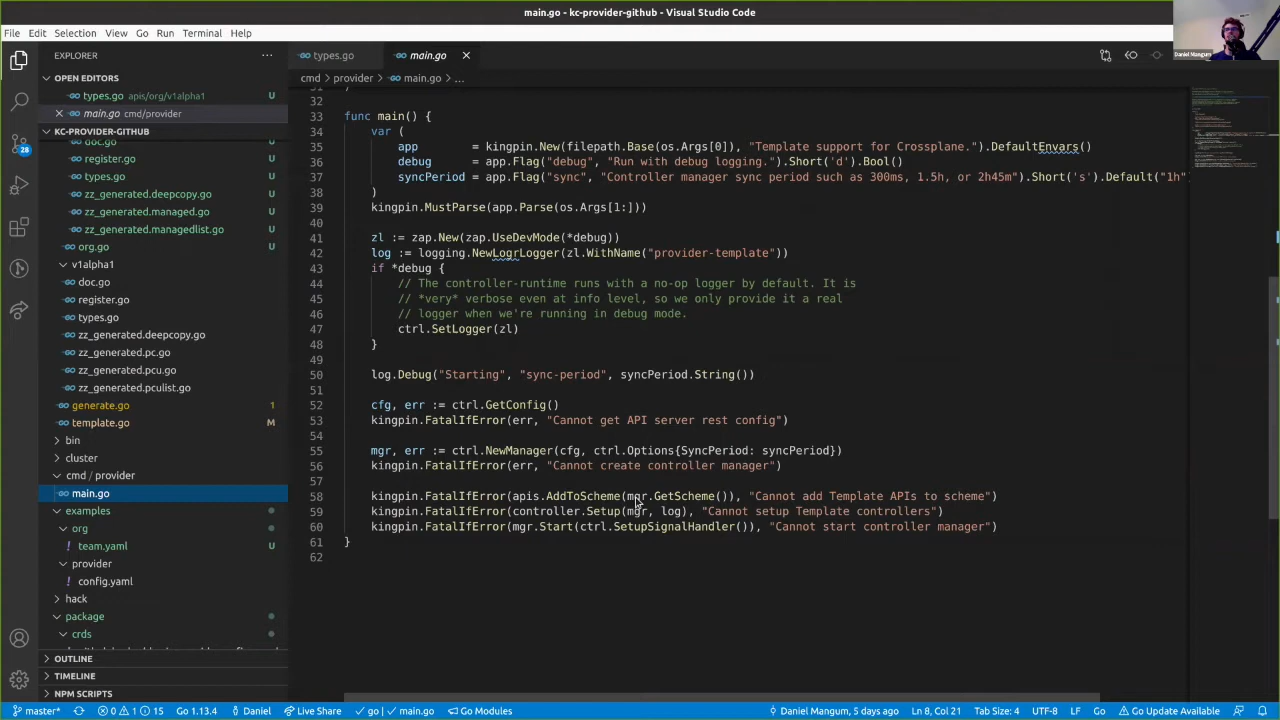 main.go - kc-provider-github - Visual Studio Code
File Edit Selection View Go Run Terminal Help
Daniel Mangum
EXPLORER
types.go
main.go
cmd > provider > main.go > ...
OPEN EDITORS
types.go apis/org/v1alpha1 U
main.go cmd/provider
KC-PROVIDER-GITHUB
doc.go
register.go U
types.go U
zz_generated.deepcopy.go U
zz_generated.managed.go U
zz_generated.managedlist.go U
org.go U
v1alpha1
doc.go
register.go
types.go
zz_generated.deepcopy.go
zz_generated.pc.go
zz_generated.pcu.go
zz_generated.pculist.go
generate.go 1
template.go M
bin
cluster
cmd / provider
main.go
examples
org
team.yaml U
provider
config.yaml
hack
package
crds
OUTLINE
TIMELINE
NPM SCRIPTS
31 )
32
33 func main() {
34 var (
35 app = kingpin.New(filepath.Base(os.Args[0]), "Template support for Crossplane.").DefaultEnvars()
36 debug = app.Flag("debug", "Run with debug logging.").Short('d').Bool()
37 syncPeriod = app.Flag("sync", "Controller manager sync period such as 300ms, 1.5h, or 2h45m").Short('s').Default("1h"
38 )
39 kingpin.MustParse(app.Parse(os.Args[1:]))
40
41 zl := zap.New(zap.UseDevMode(*debug))
42 log := logging.NewLogrLogger(zl.WithName("provider-template"))
43 if *debug {
44 // The controller-runtime runs with a no-op logger by default. It is
45 // *very* verbose even at info level, so we only provide it a real
46 // logger when we're running in debug mode.
47 ctrl.SetLogger(zl)
48 }
49
50 log.Debug("Starting", "sync-period", syncPeriod.String())
51
52 cfg, err := ctrl.GetConfig()
53 kingpin.FatalIfError(err, "Cannot get API server rest config")
54
55 mgr, err := ctrl.NewManager(cfg, ctrl.Options{SyncPeriod: syncPeriod})
56 kingpin.FatalIfError(err, "Cannot create controller manager")
57
58 kingpin.FatalIfError(apis.AddToScheme(mgr.GetScheme()), "Cannot add Template APIs to scheme")
59 kingpin.FatalIfError(controller.Setup(mgr, log), "Cannot setup Template controllers")
60 kingpin.FatalIfError(mgr.Start(ctrl.SetupSignalHandler()), "Cannot start controller manager")
61 }
62
28
master* 0 1 15 Go 1.13.4 Daniel Live Share go | main.go Go Modules Daniel Mangum, 5 days ago Ln 8, Col 21 Tab Size: 4 UTF-8 LF Go Go Update Available